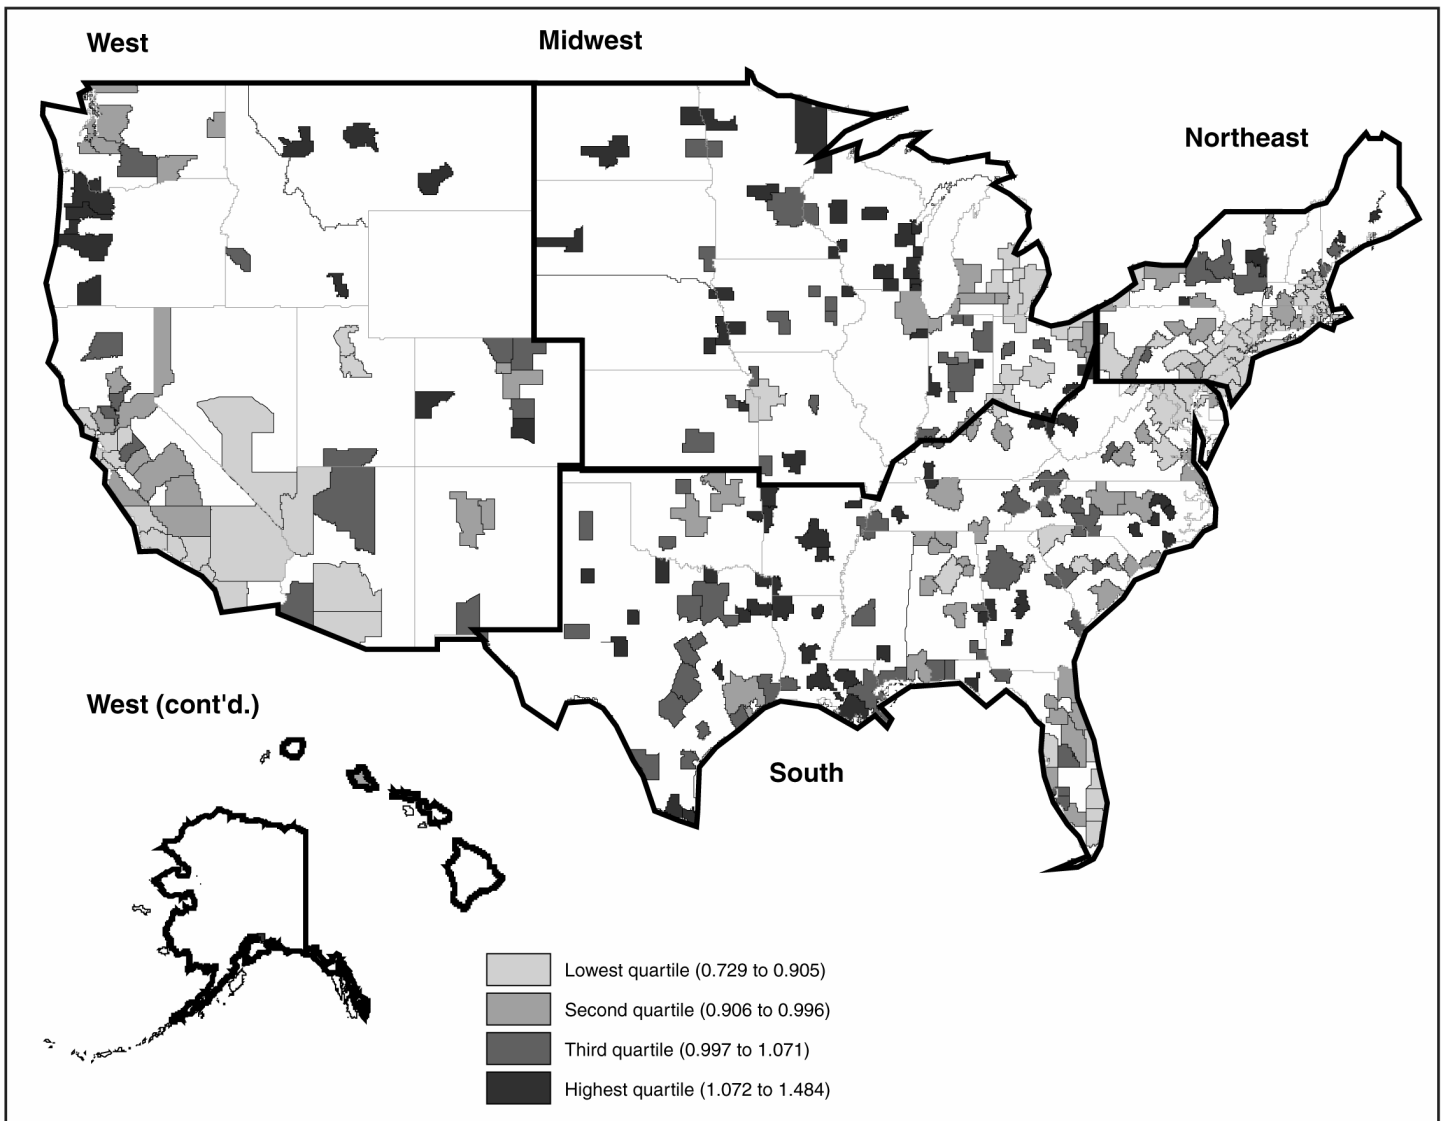 West
Midwest
Northeast
West (cont'd.)
South
Lowest quartile (0.729 to 0.905)
Second quartile (0.906 to 0.996)
Third quartile (0.997 to 1.071)
Highest quartile (1.072 to 1.484)